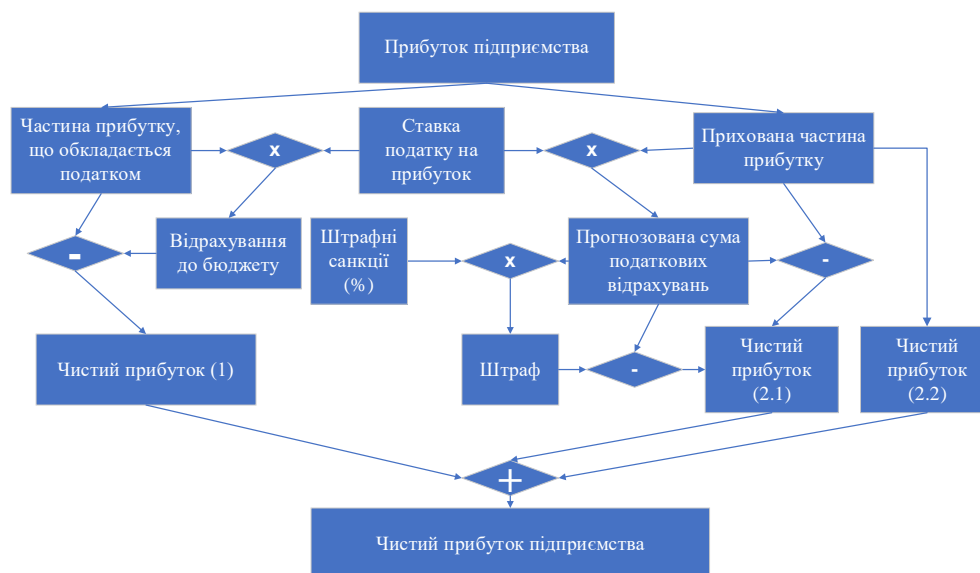 Прибуток підприємства
Частина прибутку,
що обкладається
податком
x
Ставка
податку на
прибуток
x
Прихована частина
прибутку
-
Відрахування
до бюджету
Штрафні
санкції
(%)
x
Прогнозована сума
податкових
відрахувань
-
Чистий прибуток (1)
Штраф
-
Чистий
прибуток
(2.1)
Чистий
прибуток
(2.2)
+
Чистий прибуток підприємства